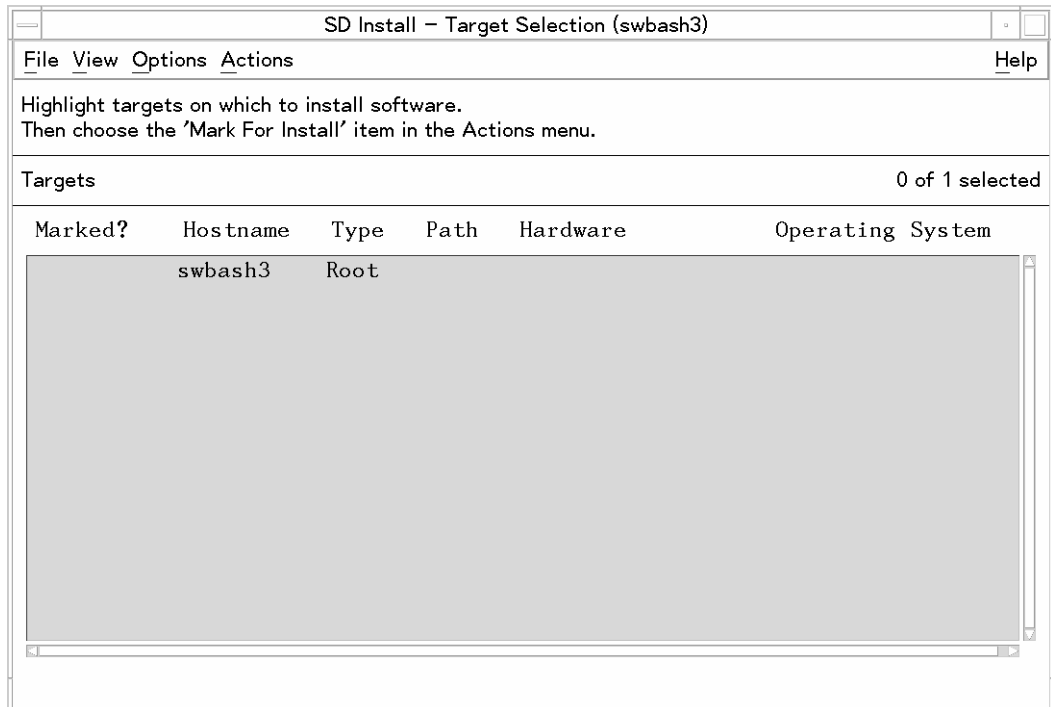 SD Install - Target Selection (swbash3)
File View Options Actions Help
Highlight targets on which to install software.
Then choose the 'Mark For Install' item in the Actions menu.
Targets 0 of 1 selected
Marked? Hostname Type Path Hardware Operating System
swbash3 Root